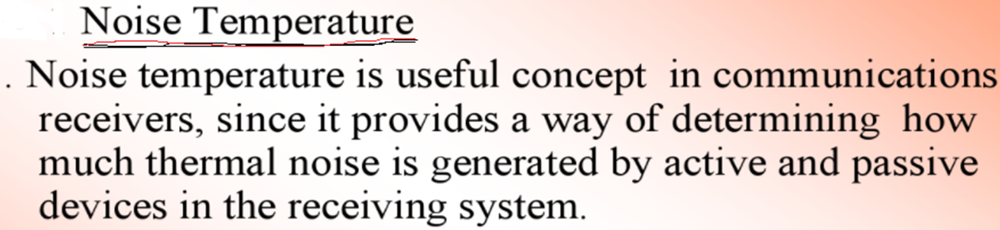 Noise Temperature
. Noise temperature is useful concept in communications
receivers, since it provides a way of determining how
much thermal noise is generated by active and passive
devices in the receiving system.